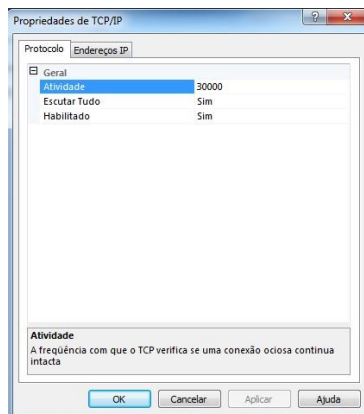 Propriedades de TCP/IP
Protocolo Endereços IP
Geral
Atividade 30000
Escutar Tudo Sim
Habilitado Sim
Atividade
A freqüência com que o TCP verifica se uma conexão ociosa continua
intacta
OK Cancelar Aplicar Ajuda